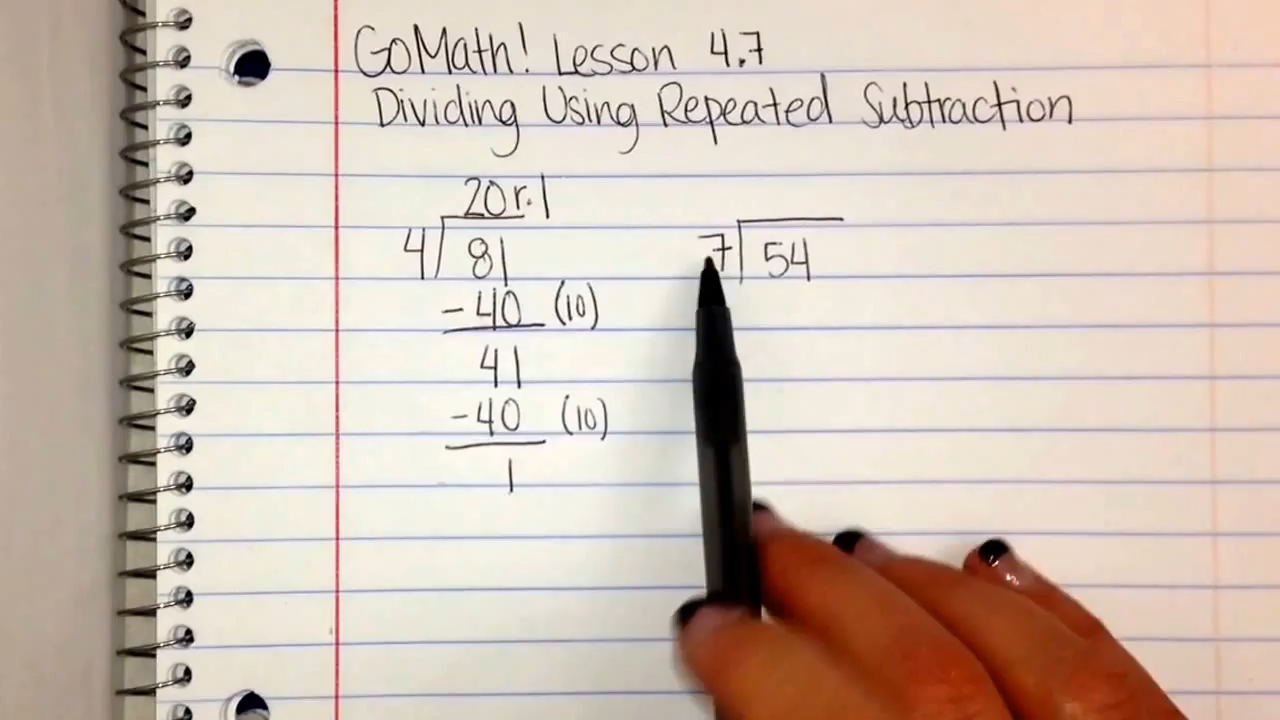 GoMath! Lesson 4.7
Dividing Using Repeated Subtraction
20 r. 1
4 81
- 40 (10)
41
- 40 (10)
1
7 54